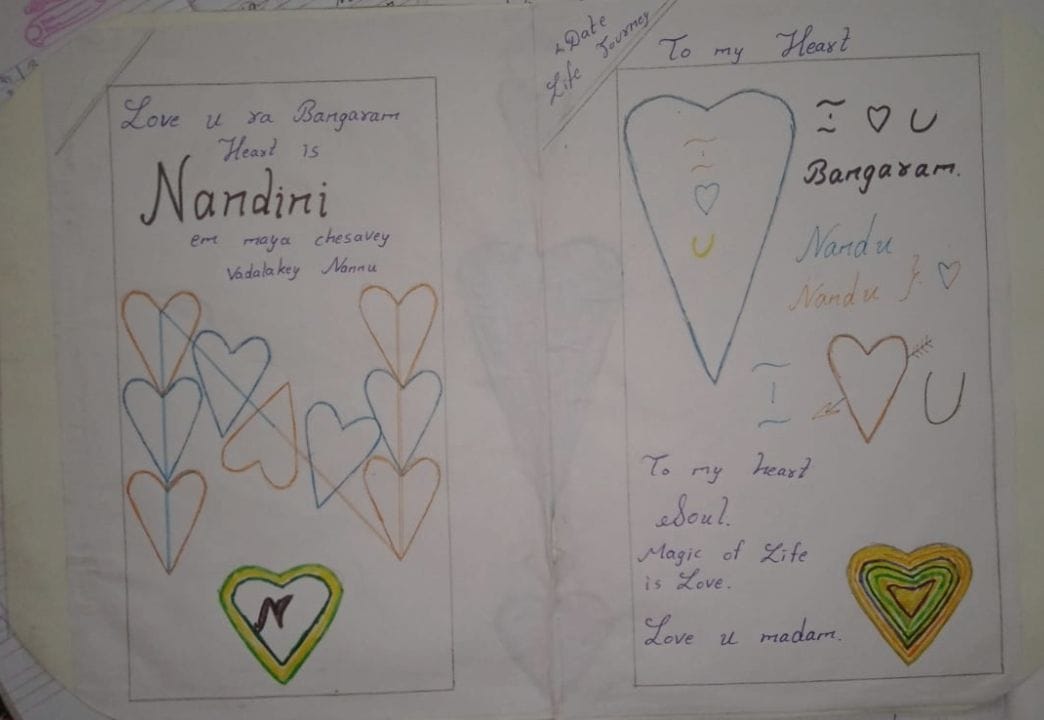 Love u ra Bangaram
Heart is
Nandini
em maya chesavey
Vadalakey Nannu
N
Date
Life Journey
To my Heart
I ♡ U
I ♡ U
Bangaram.
Nandu
Nandu } ♡
I ♡ U
To my heart
Soul.
Magic of Life
is Love.
Love u madam.